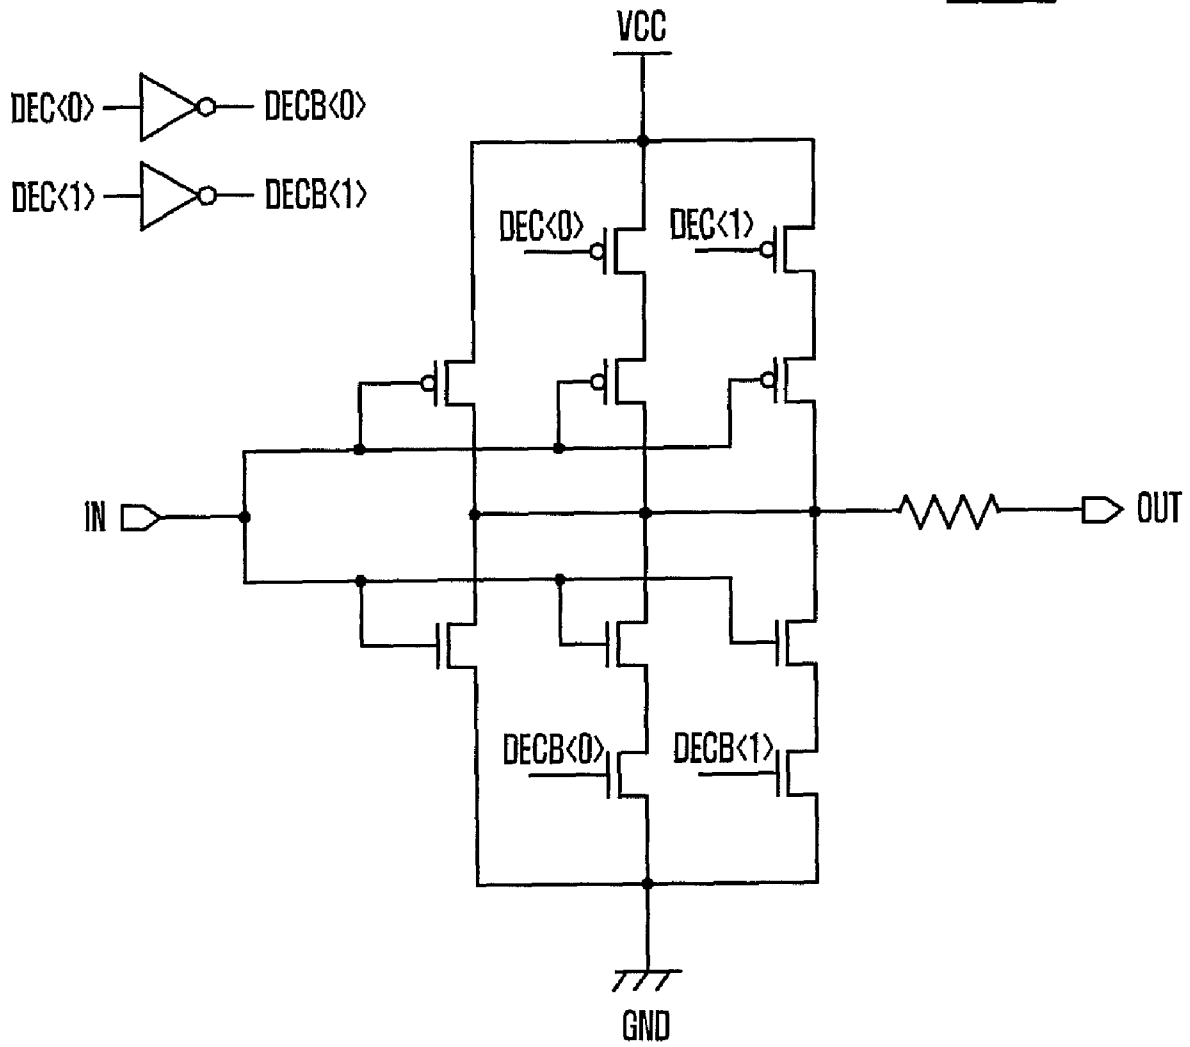 VCC
DEC<0>
DECB<0>
DEC<1>
DECB<1>
DEC<0>
DEC<1>
IN
OUT
DECB<0>
DECB<1>
GND